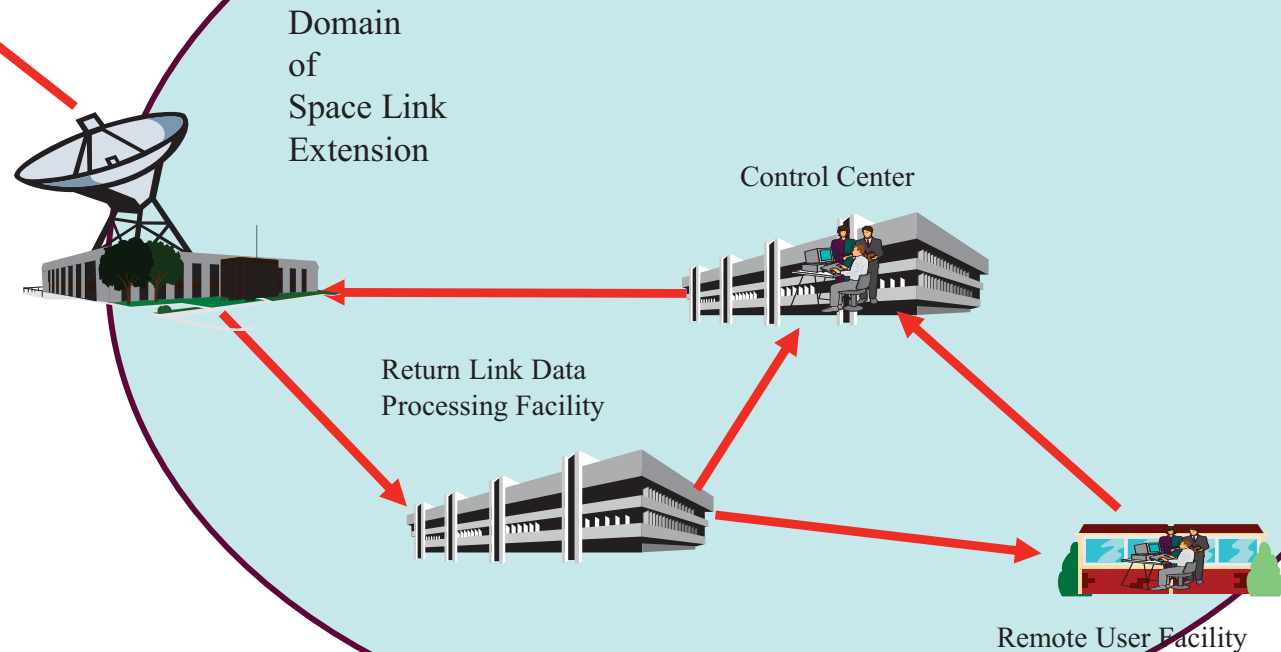 Domain
of
Space Link
Extension
Control Center
Return Link Data
Processing Facility
Remote User Facility